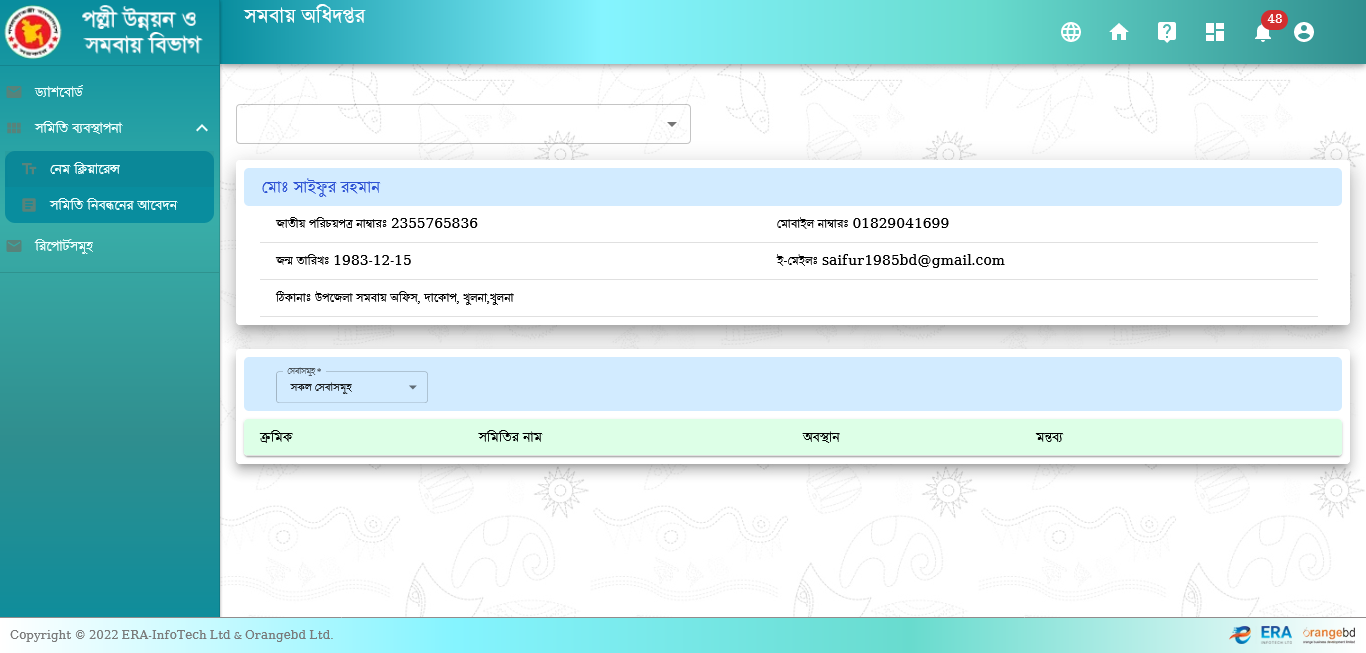 পল্লী উন্নয়ন ও
সমবায় বিভাগ
সমবায় অধিদপ্তর
48
ড্যাশবোর্ড
সমিতি ব্যবস্থাপনা
নেম ক্লিয়ারেন্স
সমিতি নিবন্ধনের আবেদন
রিপোর্টসমূহ
মোঃ সাইফুর রহমান
জাতীয় পরিচয়পত্র নাম্বারঃ 2355765836
মোবাইল নাম্বারঃ 01829041699
জন্ম তারিখঃ 1983-12-15
ই-মেইলঃ saifur1985bd@gmail.com
ঠিকানাঃ উপজেলা সমবায় অফিস, দাকোপ, খুলনা,খুলনা
সেবাসমূহ *
সকল সেবাসমূহ
ক্রমিক সমিতির নাম অবস্থান মন্তব্য
Copyright © 2022 ERA-InfoTech Ltd & Orangebd Ltd.
ERA
INFOTECH LTD
orangebd